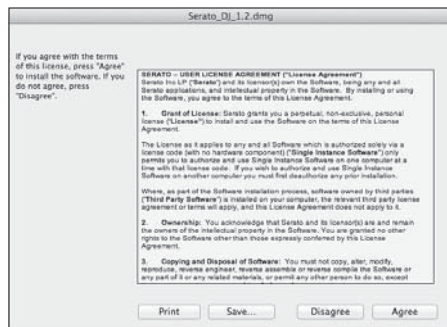 Serato_DJ_1.2.dmg
If you agree with the terms
of this license, press "Agree"
to install the software. If you
do not agree, press
"Disagree".
SERATO – USER LICENSE AGREEMENT ("License Agreement")
Serato Inc LP ("Serato") and its licensor(s) own the Software, being any and all
Serato applications, and intellectual property in the Software. By installing or using
the Software, you agree to the terms of this License Agreement.
1. Grant of License: Serato grants you a perpetual, non-exclusive, personal
license ("License") to install and use the Software on the terms of this License
Agreement.
The License as it applies to any and all Software which is authorized solely via a
license code (with no hardware component) ("Single Instance Software") only
permits you to authorize and use Single Instance Software on one computer at a
time with that license code. If you wish to authorize and use Single Instance
Software on another computer you must first deauthorize any prior installation.
Where, as part of the Software installation process, software owned by third parties
("Third Party Software") is installed on your computer, the relevant third party license
agreement or terms will apply, and this License Agreement does not apply to it.
2. Ownership: You acknowledge that Serato and its licensor(s) are and remain
the owners of the intellectual property in the Software. You are granted no other
rights to the Software other than those expressly conferred by this License
Agreement.
3. Copying and Disposal of Software: You must not copy, alter, modify,
reproduce, reverse engineer, reverse assemble or reverse compile the Software or
any part of it or any related materials, or permit any other person to do so, except
Print Save... Disagree Agree